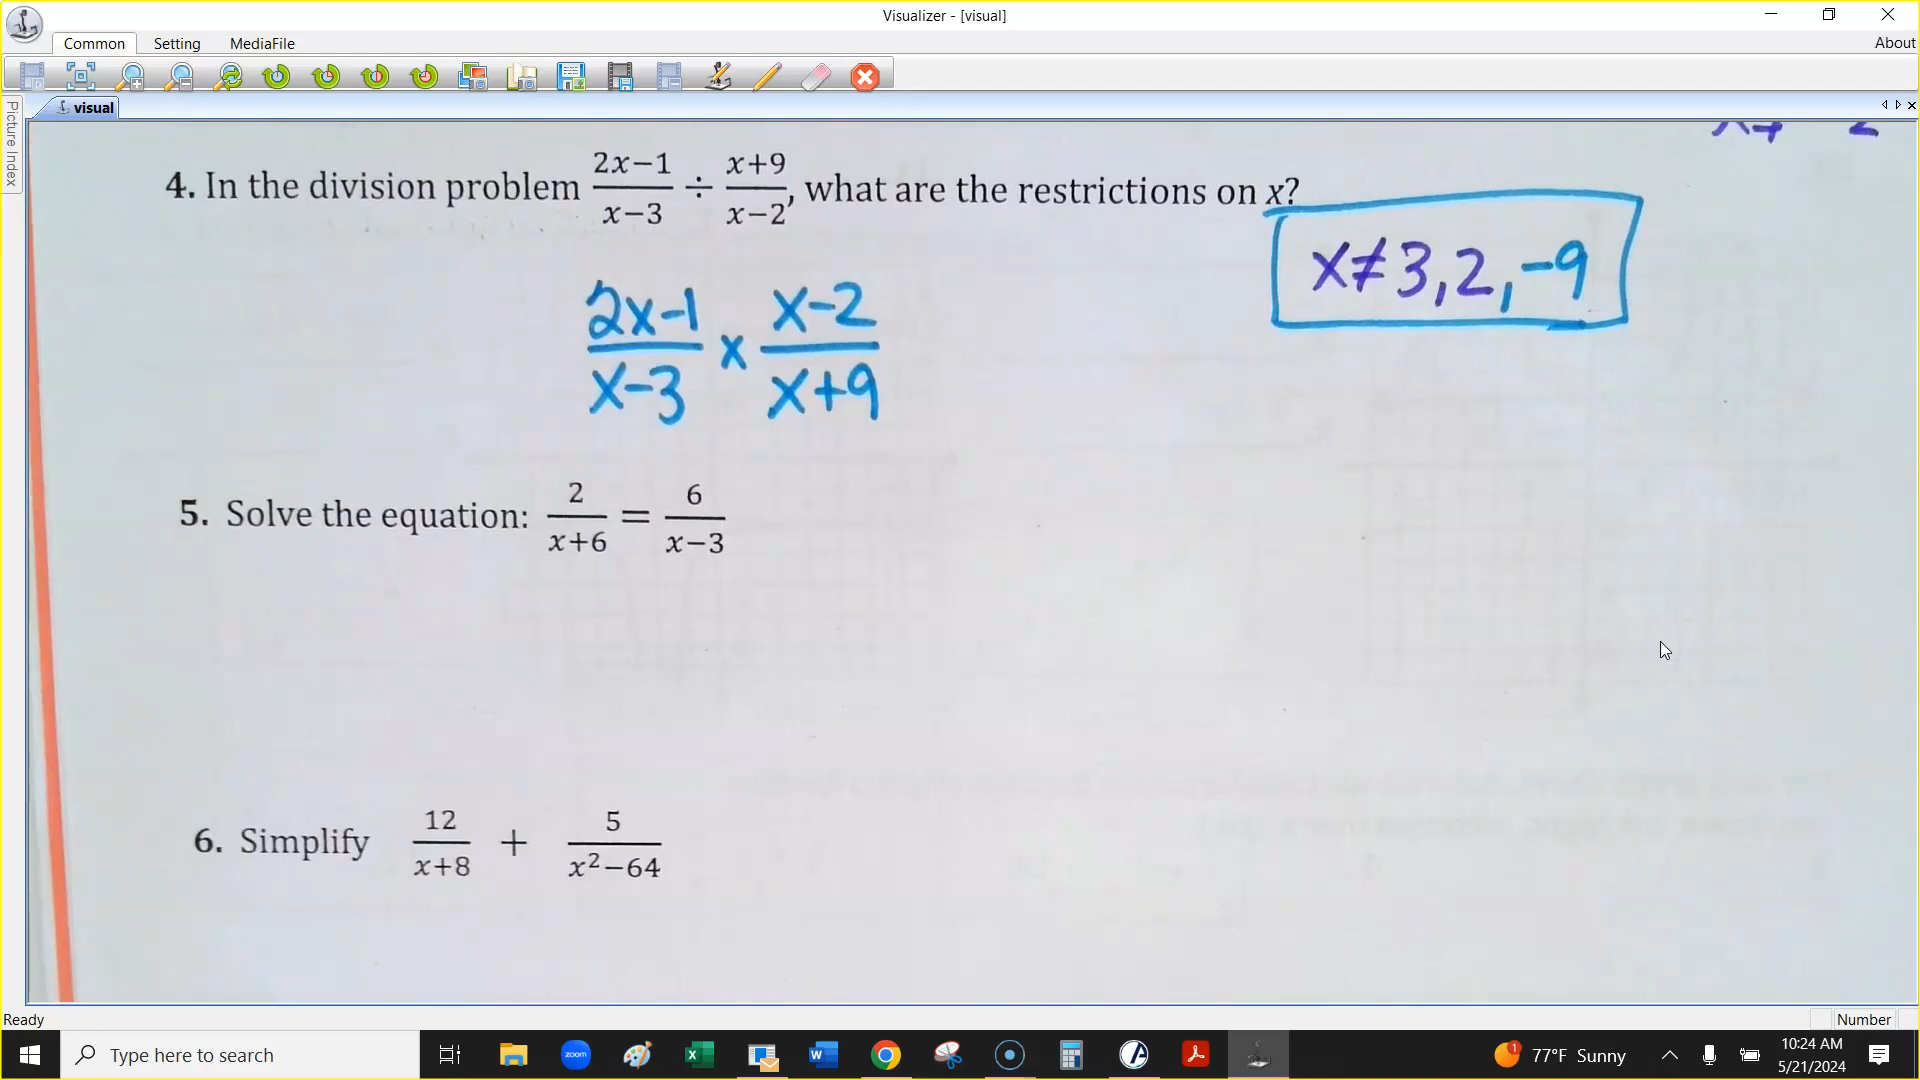 Visualizer - [visual]
Common Setting MediaFile About
Picture Index
visual
4. In the division problem (2x−1)/(x−3) ÷ (x+9)/(x−2), what are the restrictions on x?
x≠3,2,-9
(2x-1)/(x-3) x (x-2)/(x+9)
5. Solve the equation: 2/(x+6) = 6/(x−3)
6. Simplify 12/(x+8) + 5/(x²−64)
Ready Number
Type here to search
zoom
1
77°F Sunny
10:24 AM
5/21/2024